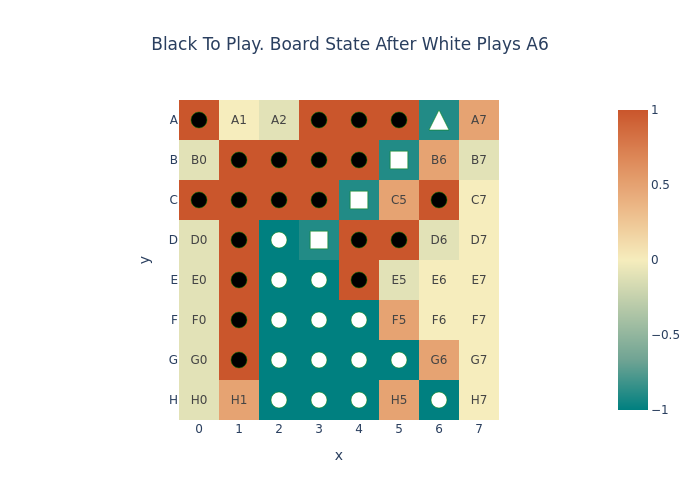 Black To Play. Board State After White Plays A6
A A1 A2 A7 1
B B0 B6 B7
C C5 C7 0.5
D D0 D6 D7
y 0
E E0 E5 E6 E7
F F0 F5 F6 F7 −0.5
G G0 G6 G7
H H0 H1 H5 H7 −1
0 1 2 3 4 5 6 7
x